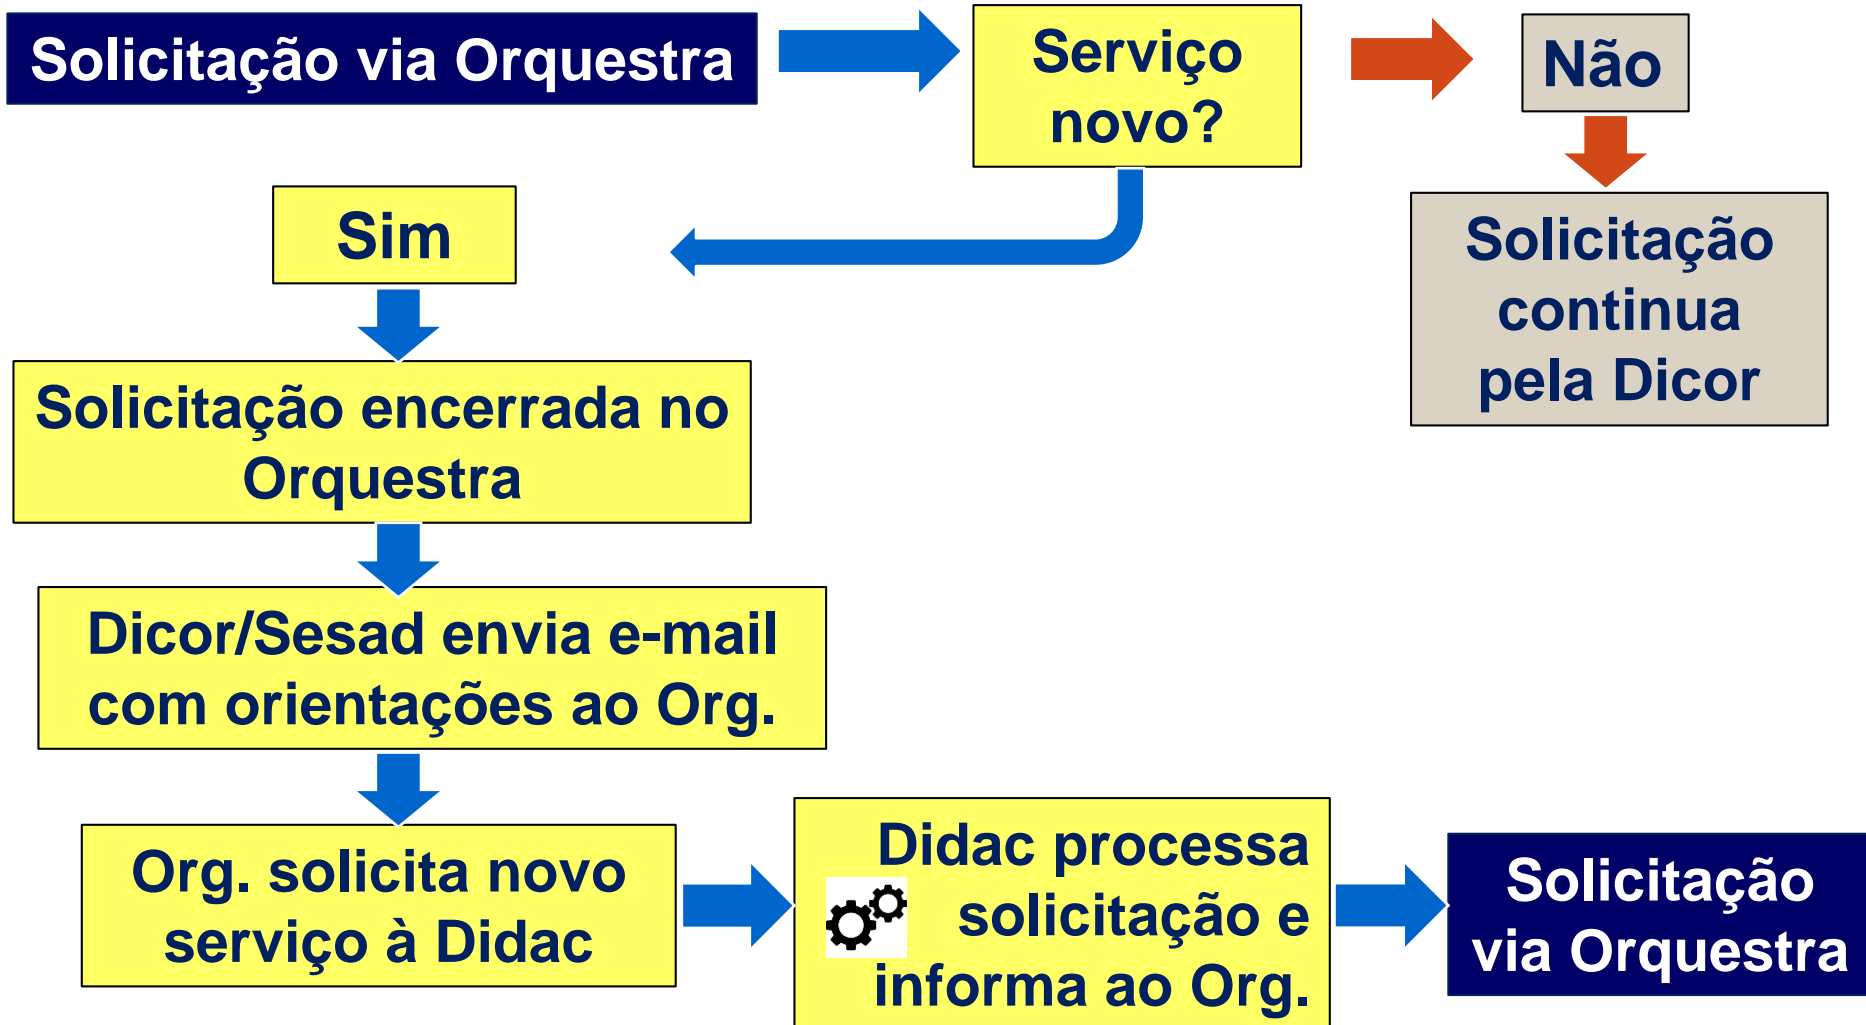 Solicitação via Orquestra
Serviço
novo?
Não
Sim
Solicitação
continua
pela Dicor
Solicitação encerrada no
Orquestra
Dicor/Sesad envia e-mail
com orientações ao Org.
Org. solicita novo
serviço à Didac
Didac processa
solicitação e
informa ao Org.
Solicitação
via Orquestra